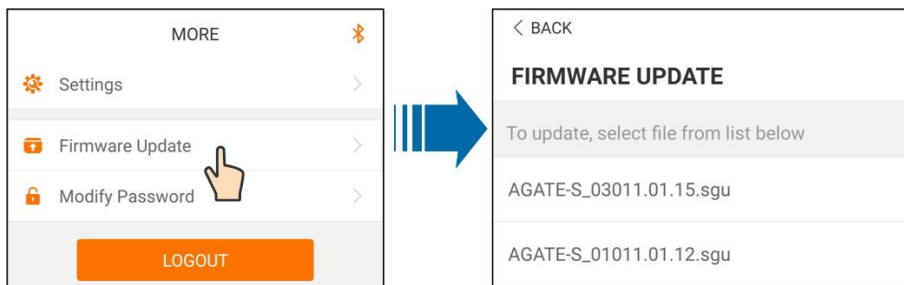 MORE
Settings
Firmware Update
Modify Password
LOGOUT
< BACK
FIRMWARE UPDATE
To update, select file from list below
AGATE-S_03011.01.15.sgu
AGATE-S_01011.01.12.sgu